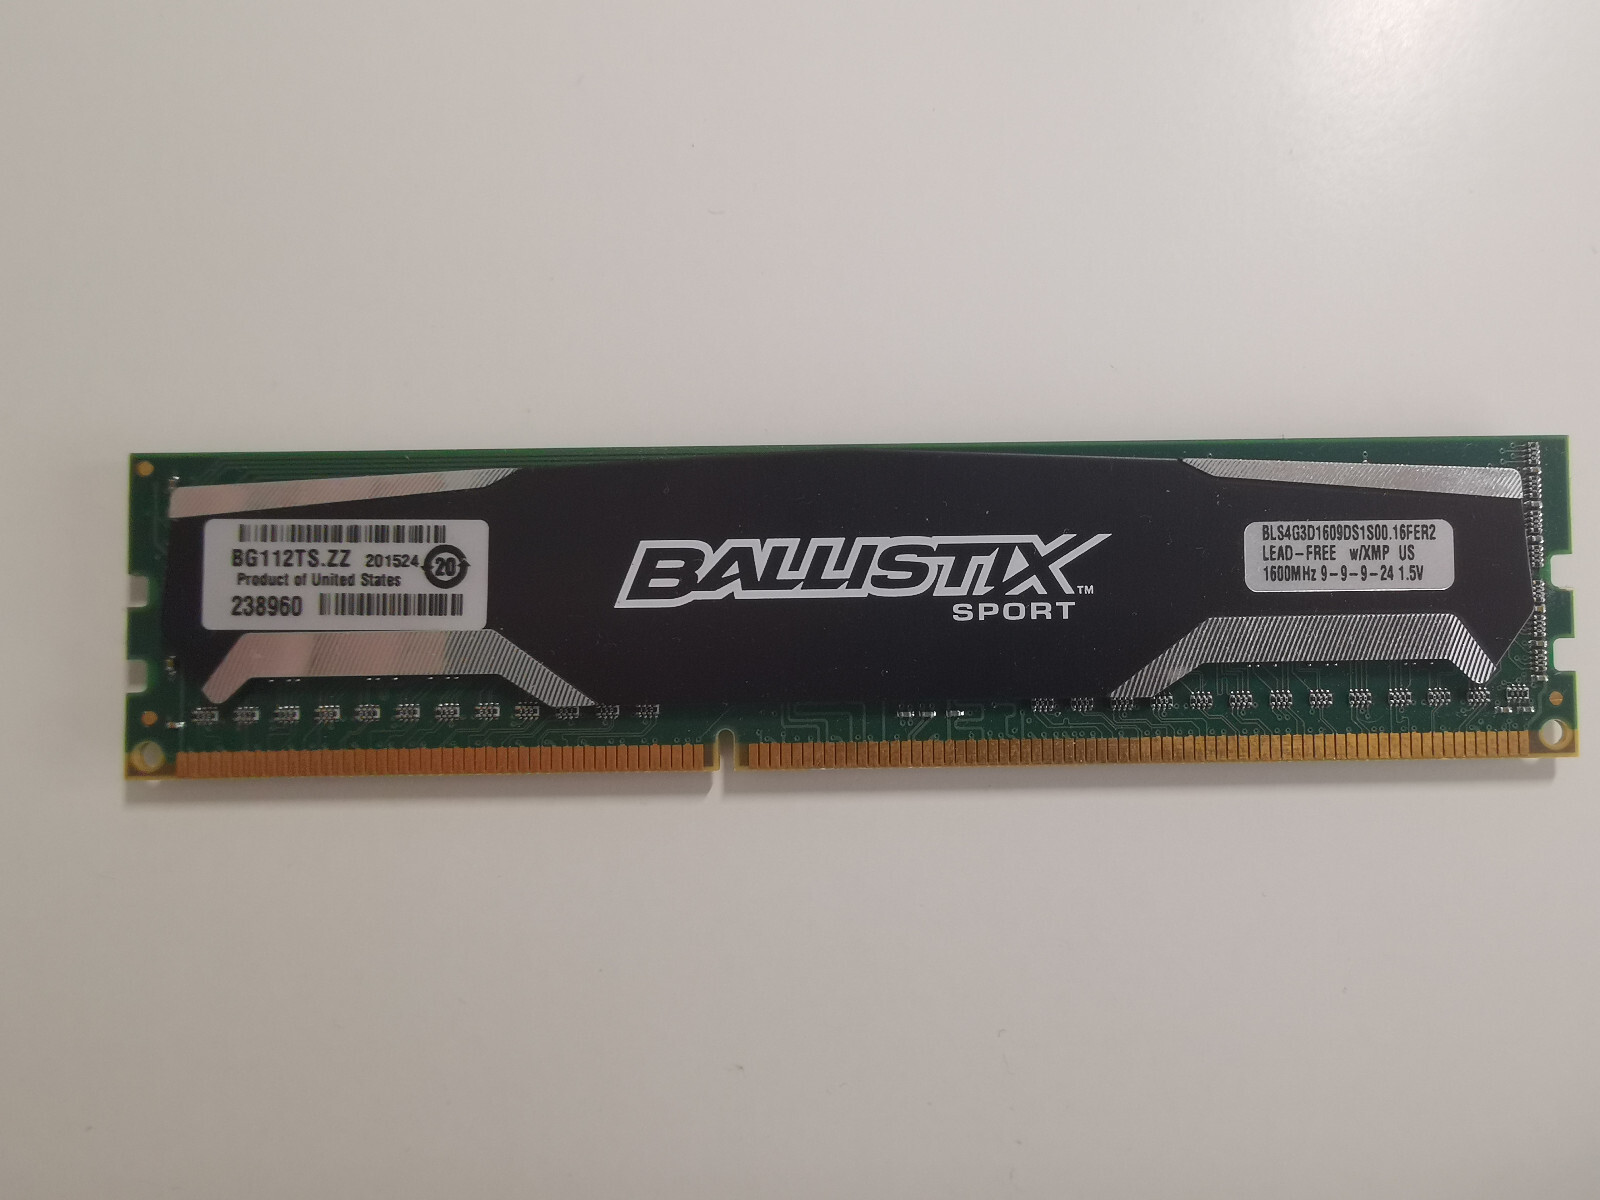 BG112TS.ZZ 201524 20
Product of United States
238960
BALLISTIX™
SPORT
BLS4G3D1609DS1S00.16FER2
LEAD-FREE w/XMP US
1600MHz 9-9-9-24 1.5V